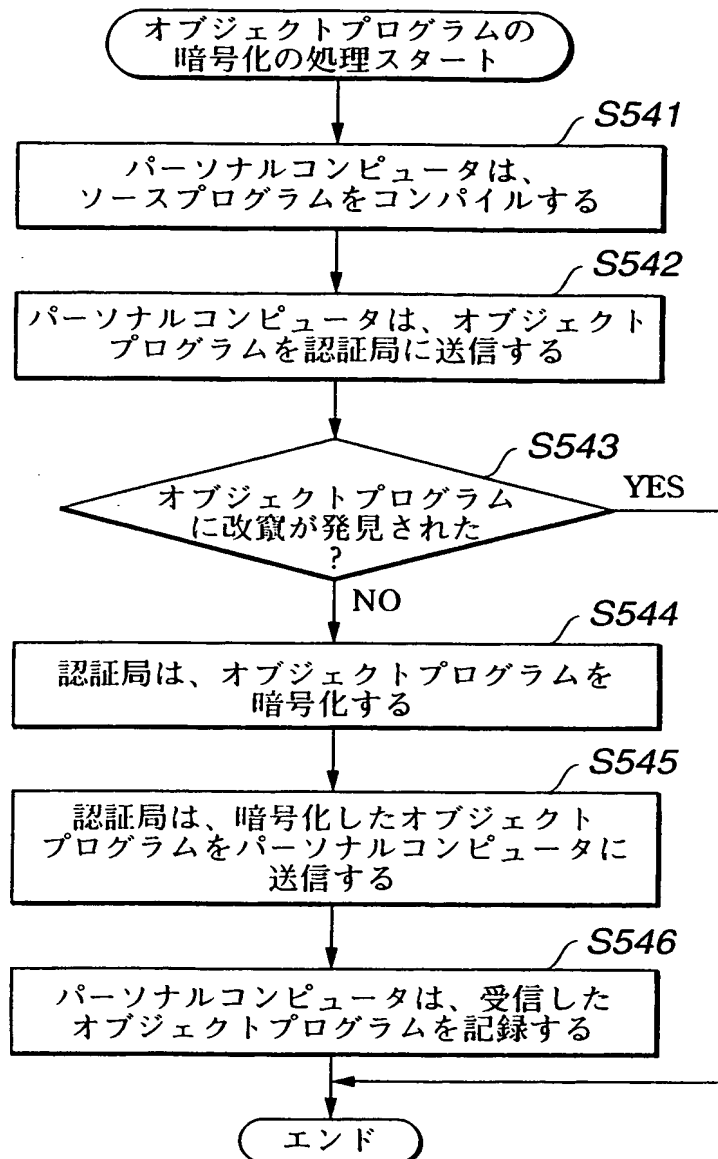 オブジェクトプログラムの
暗号化の処理スタート
S541
パーソナルコンピュータは、
ソースプログラムをコンパイルする
S542
パーソナルコンピュータは、オブジェクト
プログラムを認証局に送信する
S543
オブジェクトプログラム
に改竄が発見された
?
YES
NO
S544
認証局は、オブジェクトプログラムを
暗号化する
S545
認証局は、暗号化したオブジェクト
プログラムをパーソナルコンピュータに
送信する
S546
パーソナルコンピュータは、受信した
オブジェクトプログラムを記録する
エンド